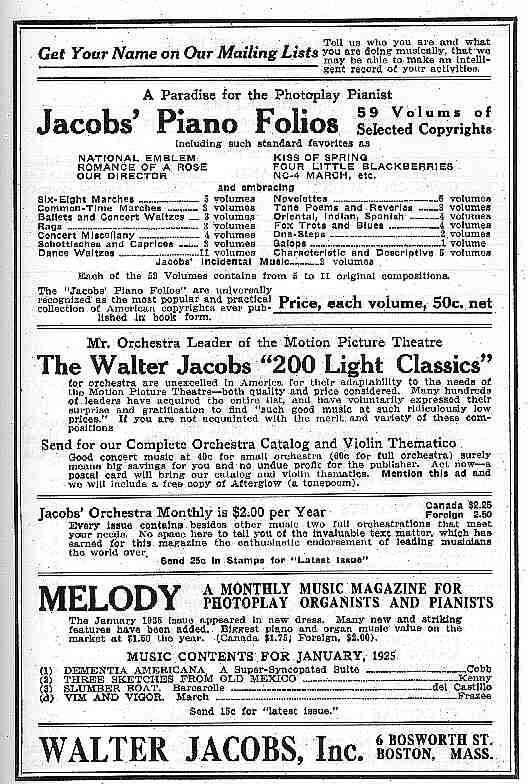 Get Your Name on Our Mailing Lists
Tell us who you are and what
you are doing musically, that we
may be able to make an intelli-
gent record of your activities.
A Paradise for the Photoplay Pianist
Jacobs' Piano Folios
59 Volums of
Selected Copyrights
including such standard favorites as
NATIONAL EMBLEM
ROMANCE OF A ROSE
OUR DIRECTOR
KISS OF SPRING
FOUR LITTLE BLACKBERRIES
NC-4 MARCH, etc.
and embracing
Six-Eight Marches 5 volumes
Common-Time Marches 3 volumes
Ballets and Concert Waltzes 3 volumes
Rags 3 volumes
Concert Miscellany 4 volumes
Schottisches and Caprices 3 volumes
Dance Waltzes 11 volumes
Novelettes 6 volumes
Tone Poems and Reveries 3 volumes
Oriental, Indian, Spanish 4 volumes
Fox Trots and Blues 4 volumes
One-Steps 2 volumes
Galops 1 volume
Characteristic and Descriptive 5 volumes
Jacobs' Incidental Music 2 volumes
Each of the 59 Volumes contains from 5 to 11 original compositions.
The "Jacobs' Piano Folios" are universally
recognized as the most popular and practical
collection of American copyrights ever pub-
lished in book form.
Price, each volume, 50c. net
Mr. Orchestra Leader of the Motion Picture Theatre
The Walter Jacobs "200 Light Classics"
for orchestra are unexcelled in America for their adaptability to the needs of
the Motion Picture Theatre—both quality and price considered. Many hundreds
of leaders have ordered the entire list, and have voluntarily expressed their
surprise and gratification to find "such good music at such ridiculously low
prices." If you are not acquainted with the merit and variety of these com-
positions
Send for our Complete Orchestra Catalog and Violin Thematico
Good concert music at 40c for small orchestra (60c for full orchestra) surely
means big savings for you and no undue profit for the publisher. Act now—a
postal card will bring our catalog and violin thematics. Mention this ad and
we will include a free copy of Afterglow (a tonepoem).
Jacobs' Orchestra Monthly is $2.00 per Year
Canada $2.25
Foreign 2.50
Every issue contains besides other music two full orchestrations that meet
your needs. No space here to tell you of the invaluable text matter, which has
earned for this magazine the enthusiastic endorsement of leading musicians
the world over.
Send 25c in Stamps for "Latest Issue"
MELODY
A MONTHLY MUSIC MAGAZINE FOR
PHOTOPLAY ORGANISTS AND PIANISTS
The January 1925 issue appeared in new dress. Many new and striking
features have been added. Biggest piano and organ music value on the
market at $1.50 the year. (Canada, $1.75; Foreign, $2.00).
MUSIC CONTENTS FOR JANUARY, 1925
(1) DEMENTIA AMERICANA. A Super-Syncopated Suite Cobb
(2) THREE SKETCHES FROM OLD MEXICO Kenny
(3) SLUMBER BOAT. Barcarolle del Castillo
(4) VIM AND VIGOR. March Frazee
Send 15c for "latest issue."
WALTER JACOBS, Inc.
6 BOSWORTH ST.
BOSTON, MASS.